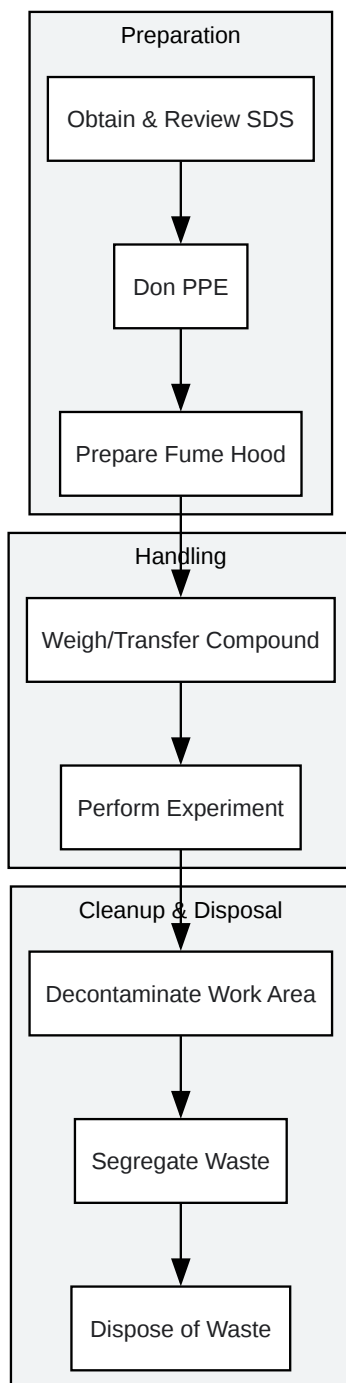 Preparation
Obtain & Review SDS
Don PPE
Prepare Fume Hood
Handling
Weigh/Transfer Compound
Perform Experiment
Cleanup & Disposal
Decontaminate Work Area
Segregate Waste
Dispose of Waste